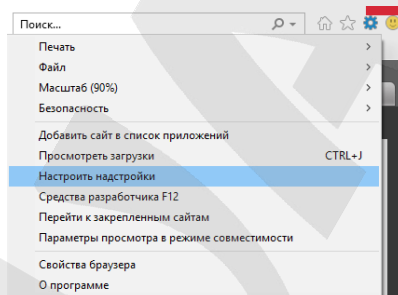 Поиск...
Печать
Файл
Масштаб (90%)
Безопасность
Добавить сайт в список приложений
Просмотреть загрузки CTRL+J
Настроить надстройки
Средства разработчика F12
Перейти к закрепленным сайтам
Параметры просмотра в режиме совместимости
Свойства браузера
О программе